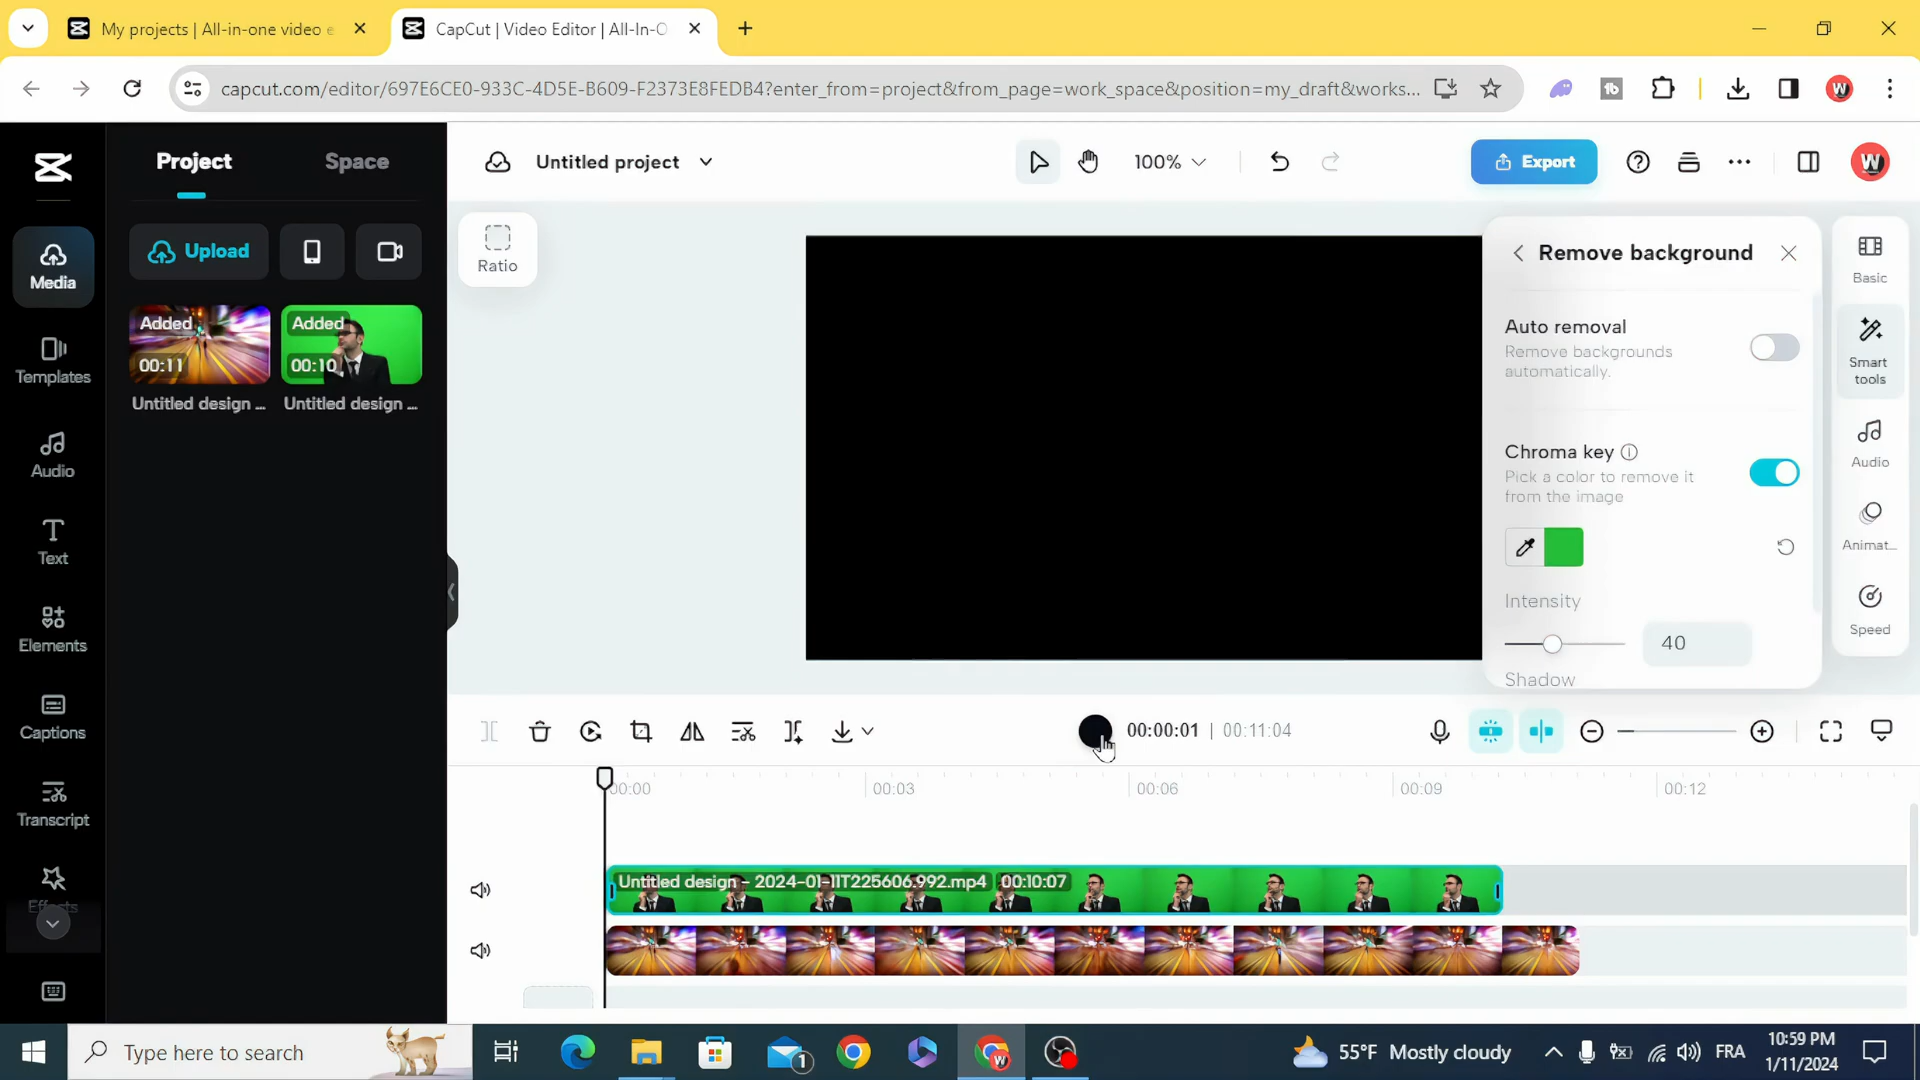 My projects | All-in-one video e
CapCut | Video Editor | All-In-O
capcut.com/editor/697E6CE0-933C-4D5E-B609-F2373E8FEDB4?enter_from=project&from_page=work_space&position=my_draft&works...
Project
Space
Untitled project
100%
Export
Upload
Ratio
Media
Templates
Audio
Text
Elements
Captions
Transcript
Effects
Added
00:11
Untitled design ...
Added
00:10
Untitled design ...
Remove background
Auto removal
Remove backgrounds
automatically.
Chroma key
Pick a color to remove it
from the image
Intensity
40
Shadow
Basic
Smart
tools
Audio
Animat...
Speed
00:00:01 | 00:11:04
00:00
00:03
00:06
00:09
00:12
Untitled design - 2024-01-11T225606.992.mp4
00:10:07
Type here to search
1
55°F Mostly cloudy
FRA
10:59 PM
1/11/2024